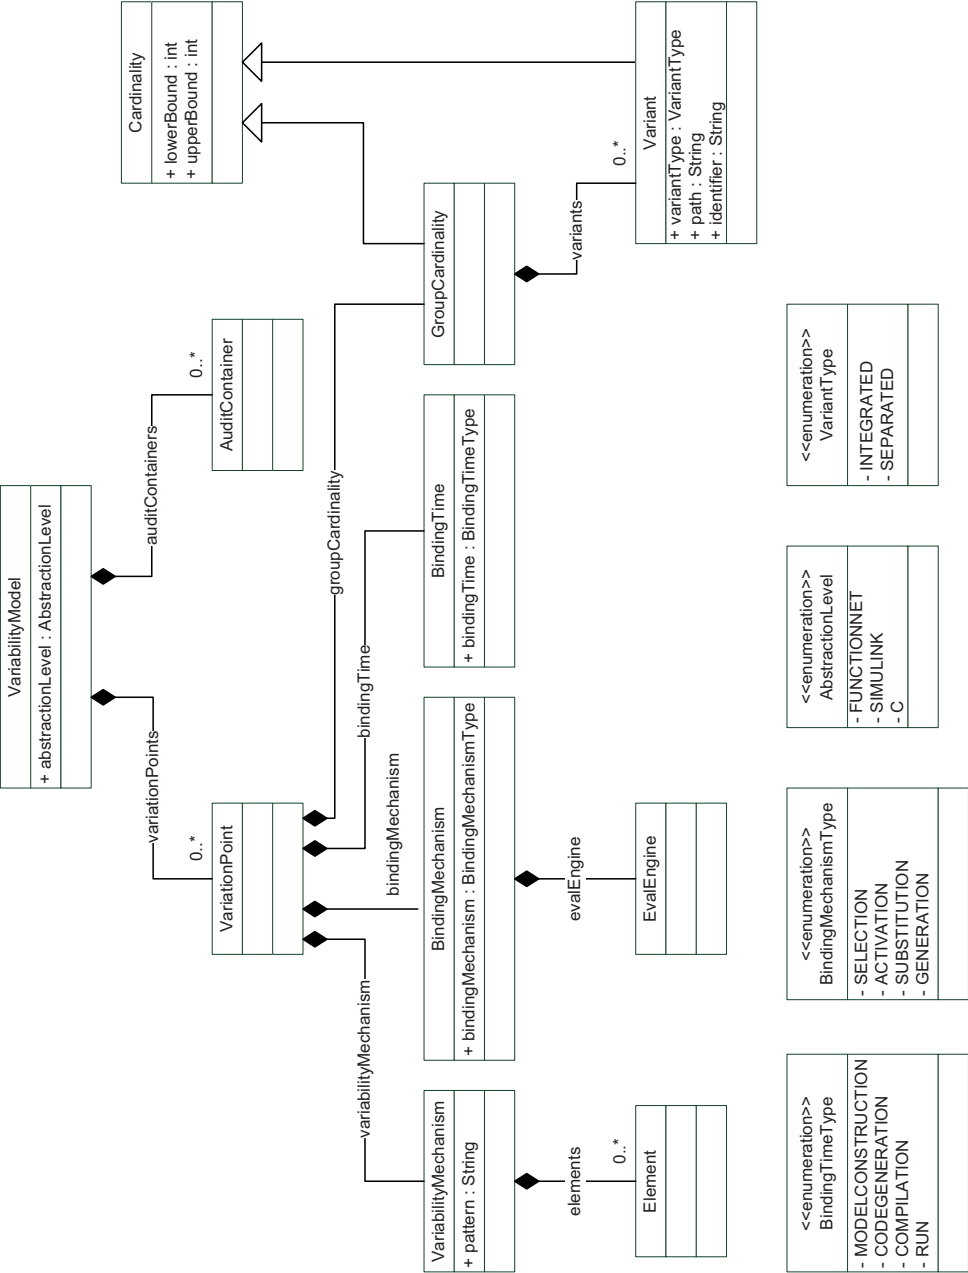 VariabilityModel
+ abstractionLevel : AbstractionLevel
variationPoints
0..*
auditContainers
0..*
VariationPoint
AuditContainer
Cardinality
+ lowerBound : int
+ upperBound : int
variabilityMechanism
bindingMechanism
bindingTime
groupCardinality
VariabilityMechanism
+ pattern : String
BindingMechanism
+ bindingMechanism : BindingMechanismType
BindingTime
+ bindingTime : BindingTimeType
GroupCardinality
elements
0..*
evalEngine
variants
0..*
Element
EvalEngine
Variant
+ variantType : VariantType
+ path : String
+ identifier : String
<<enumeration>>
BindingTimeType
- MODELCONSTRUCTION
- CODEGENERATION
- COMPILATION
- RUN
<<enumeration>>
BindingMechanismType
- SELECTION
- ACTIVATION
- SUBSTITUTION
- GENERATION
<<enumeration>>
AbstractionLevel
- FUNCTIONNET
- SIMULINK
- C
<<enumeration>>
VariantType
- INTEGRATED
- SEPARATED